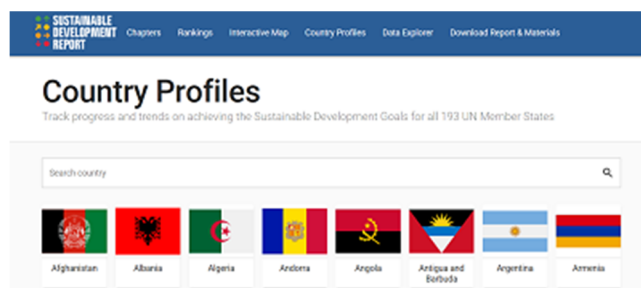 SUSTAINABLE
DEVELOPMENT
REPORT
Chapters Rankings Interactive Map Country Profiles Data Explorer Download Report & Materials
Country Profiles
Track progress and trends on achieving the Sustainable Development Goals for all 193 UN Member States
Search country
Afghanistan Albania Algeria Andorra Angola Antigua and Barbuda Argentina Armenia